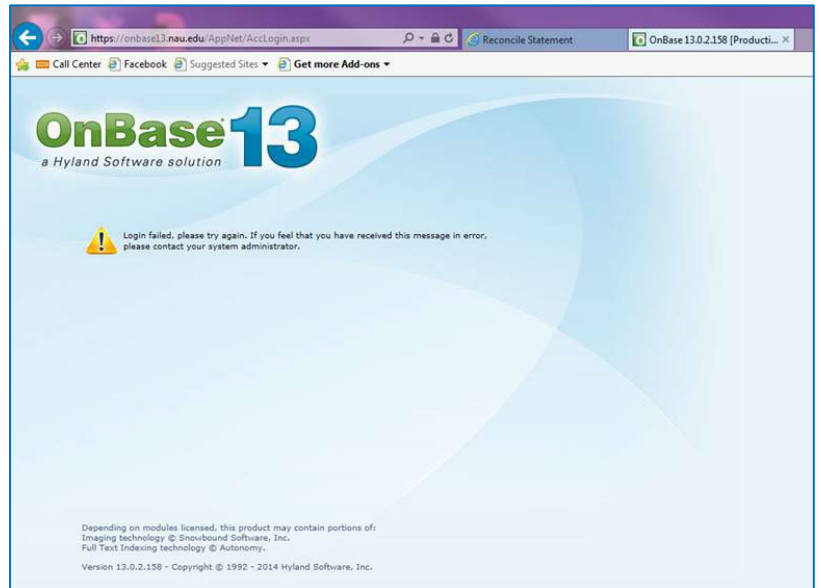 https://onbase13.nau.edu/AppNet/AccLogin.aspx
Reconcile Statement
OnBase 13.0.2.158 [Producti...
Call Center Facebook Suggested Sites Get more Add-ons
OnBase 13
a Hyland Software solution
Login failed, please try again. If you feel that you have received this message in error,
please contact your system administrator.
Depending on modules licensed, this product may contain portions of:
Imaging technology © Snowbound Software, Inc.
Full Text Indexing technology © Autonomy.
Version 13.0.2.158 - Copyright © 1992 - 2014 Hyland Software, Inc.